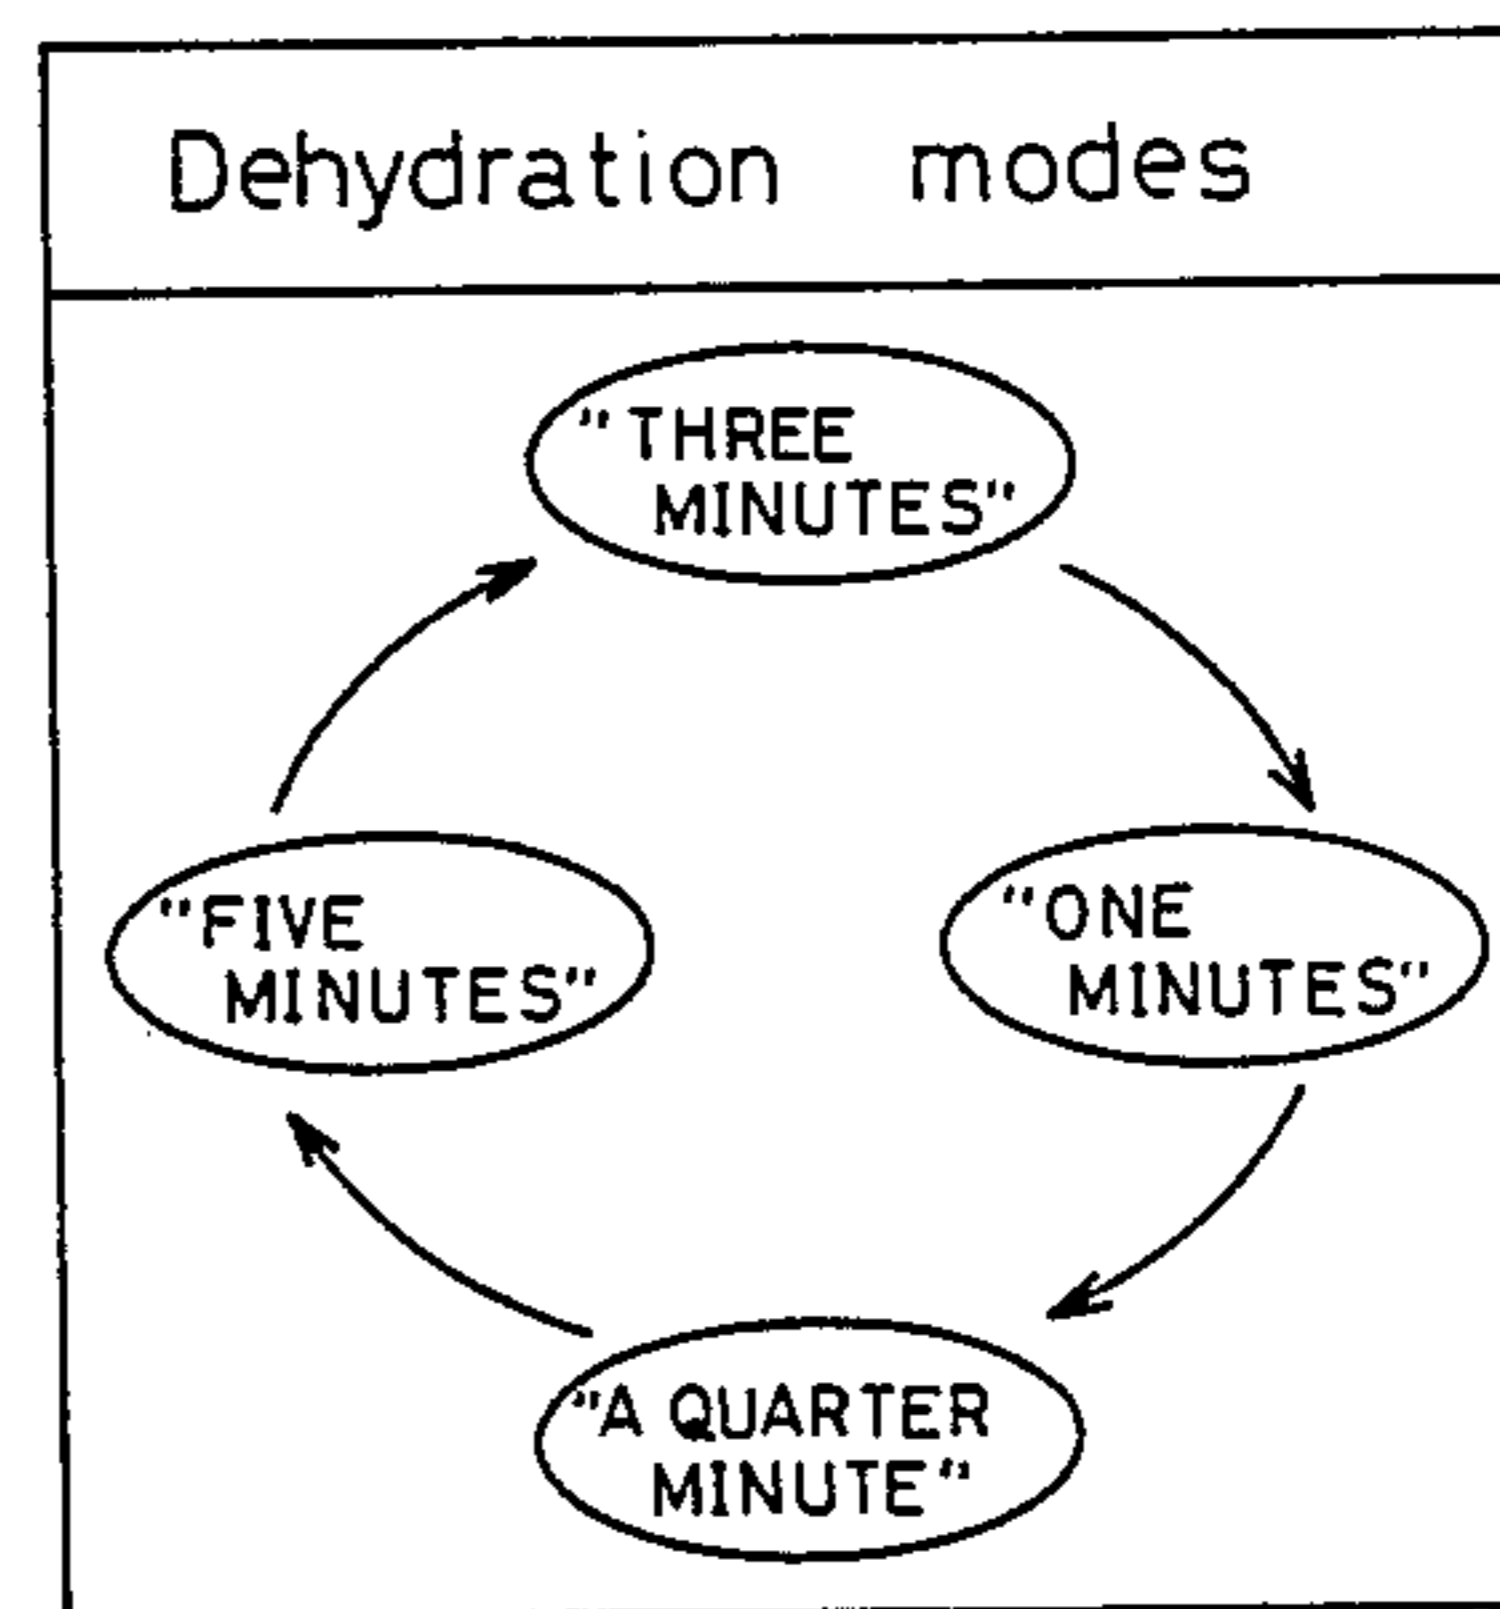 Dehydration modes
"THREE
MINUTES"
"FIVE
MINUTES"
"ONE
MINUTES"
"A QUARTER
MINUTE"